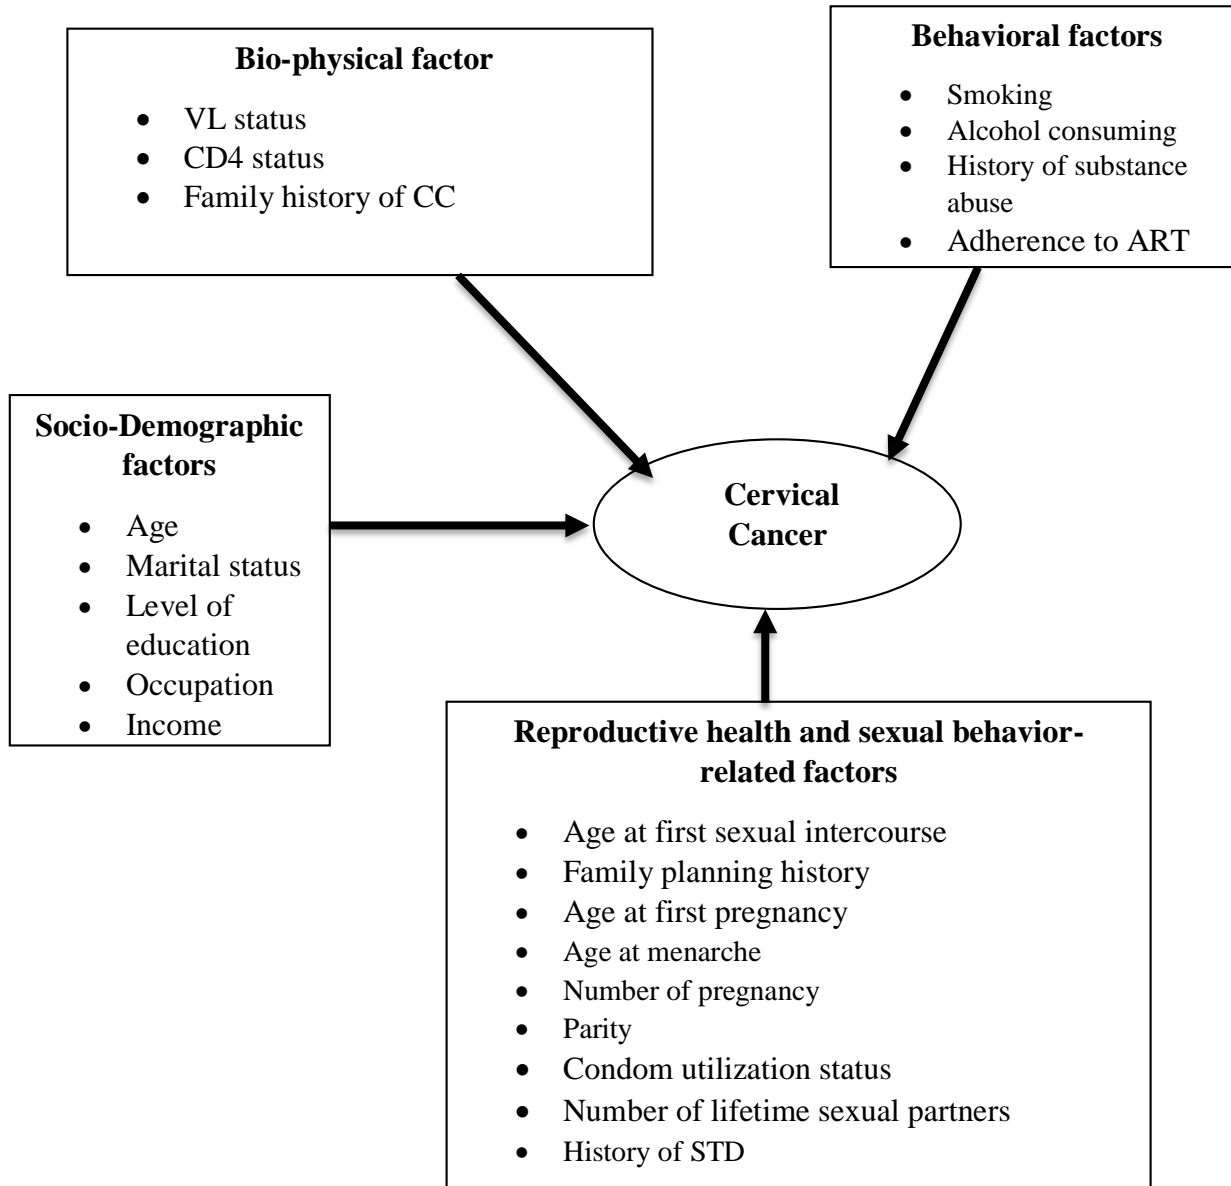 Bio-physical factor
• VL status
• CD4 status
• Family history of CC
Behavioral factors
• Smoking
• Alcohol consuming
• History of substance
abuse
• Adherence to ART
Socio-Demographic
factors
• Age
• Marital status
• Level of
education
• Occupation
• Income
Cervical
Cancer
Reproductive health and sexual behavior-
related factors
• Age at first sexual intercourse
• Family planning history
• Age at first pregnancy
• Age at menarche
• Number of pregnancy
• Parity
• Condom utilization status
• Number of lifetime sexual partners
• History of STD